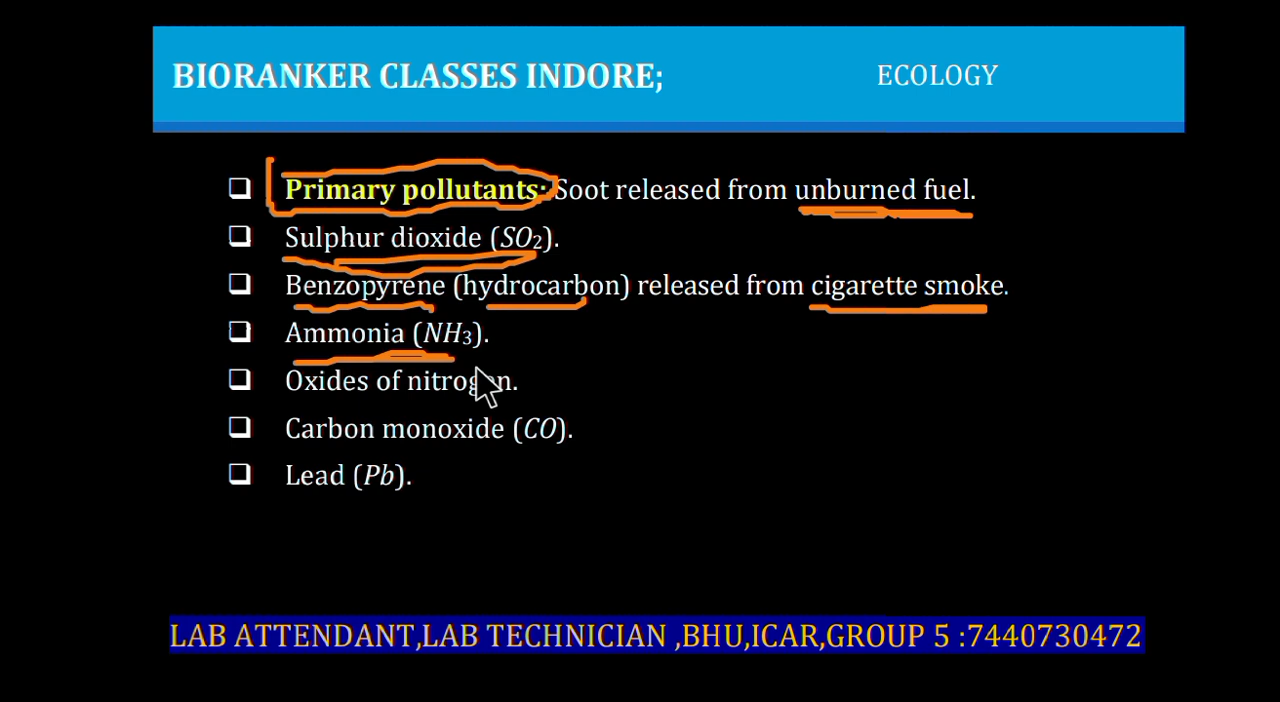 BIORANKER CLASSES INDORE; ECOLOGY
Primary pollutants: Soot released from unburned fuel.
Sulphur dioxide (SO₂).
Benzopyrene (hydrocarbon) released from cigarette smoke.
Ammonia (NH₃).
Oxides of nitrogen.
Carbon monoxide (CO).
Lead (Pb).
LAB ATTENDANT,LAB TECHNICIAN ,BHU,ICAR,GROUP 5 :7440730472